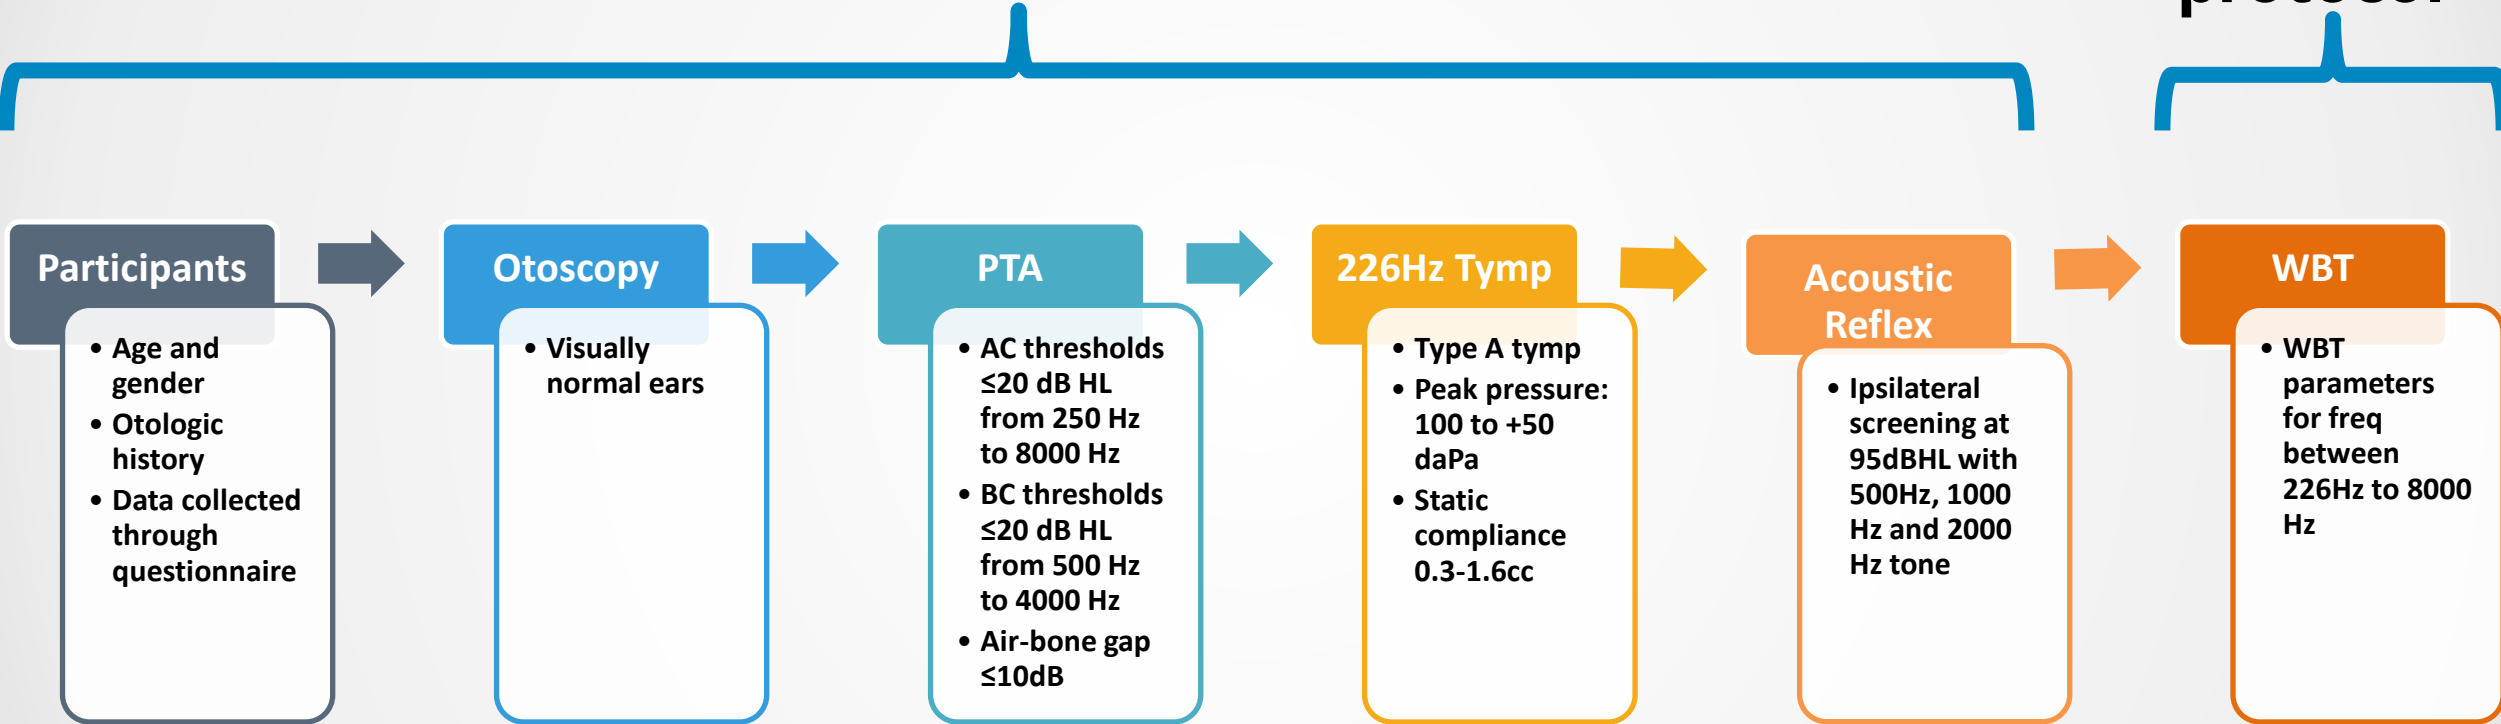 Participants
• Age and
gender
• Otologic
history
• Data collected
through
questionnaire
Otoscopy
• Visually
normal ears
PTA
• AC thresholds
≤20 dB HL
from 250 Hz
to 8000 Hz
• BC thresholds
≤20 dB HL
from 500 Hz
to 4000 Hz
• Air-bone gap
≤10dB
226Hz Tymp
• Type A tymp
• Peak pressure:
100 to +50
daPa
• Static
compliance
0.3-1.6cc
Acoustic
Reflex
• Ipsilateral
screening at
95dBHL with
500Hz, 1000
Hz and 2000
Hz tone
WBT
• WBT
parameters
for freq
between
226Hz to 8000
Hz